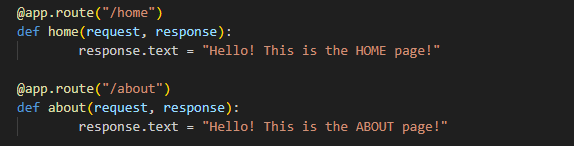 @app.route("/home")
def home(request, response):
        response.text = "Hello! This is the HOME page!"

@app.route("/about")
def about(request, response):
        response.text = "Hello! This is the ABOUT page!"